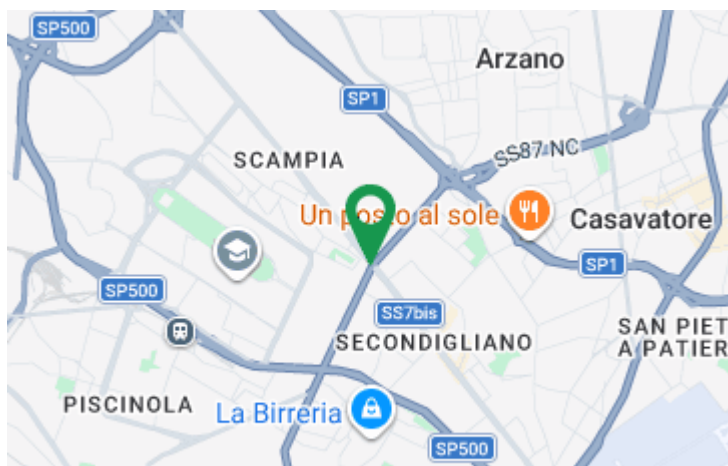 SP500
Arzano
SP1
SS87 NC
SCAMPIA
Un posto al sole
Casavatore
SP1
SP500
SS7bis
SECONDIGLIANO
SAN PIET
A PATIER
PISCINOLA
La Birreria
SP500